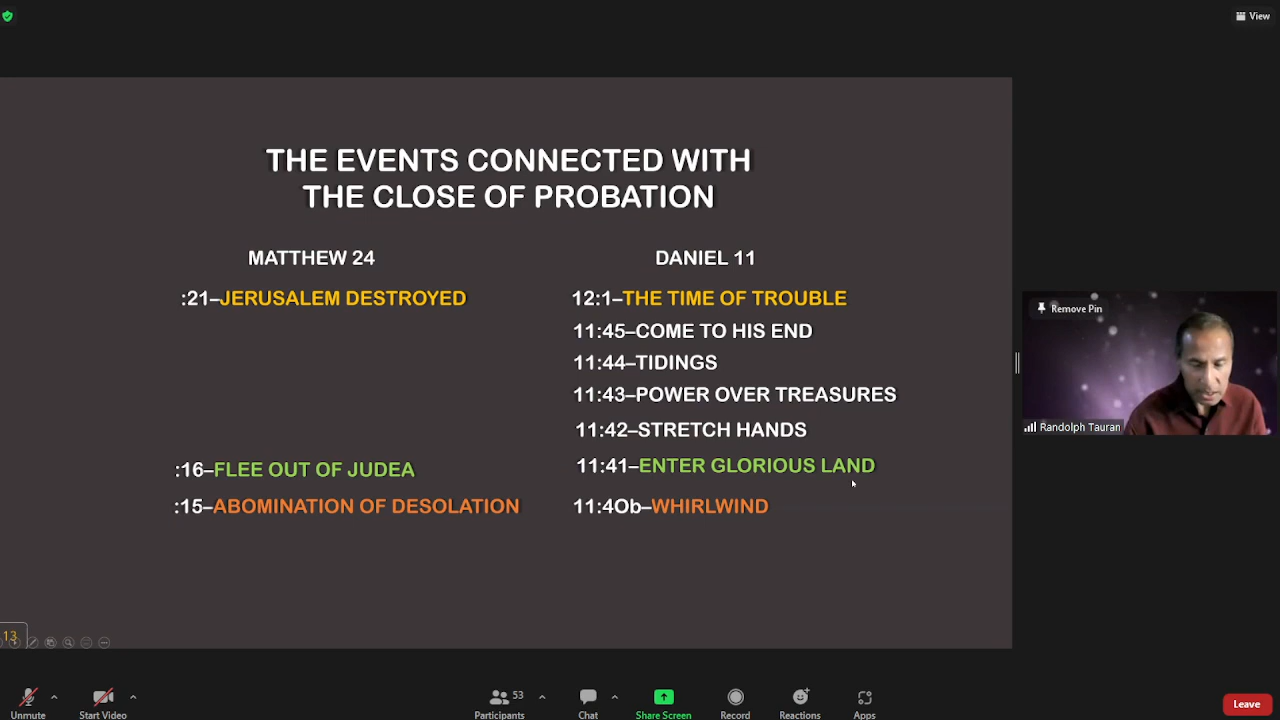 View
THE EVENTS CONNECTED WITH
THE CLOSE OF PROBATION
MATTHEW 24
DANIEL 11
:21–JERUSALEM DESTROYED
12:1–THE TIME OF TROUBLE
11:45–COME TO HIS END
11:44–TIDINGS
11:43–POWER OVER TREASURES
11:42–STRETCH HANDS
:16–FLEE OUT OF JUDEA
11:41–ENTER GLORIOUS LAND
:15–ABOMINATION OF DESOLATION
11:4Ob–WHIRLWIND
Remove Pin
Randolph Tauran
13
53
Unmute
Start Video
Participants
Chat
Share Screen
Record
Reactions
Apps
Leave